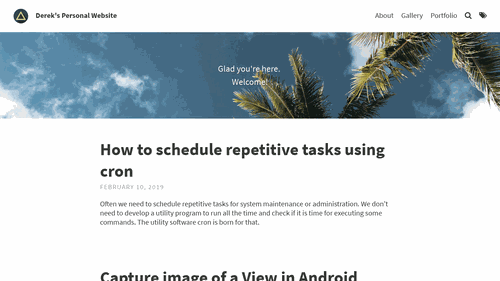 Derek's Personal Website
About Gallery Portfolio
Glad you're here.
Welcome!
How to schedule repetitive tasks using
cron
FEBRUARY 10, 2019
Often we need to schedule repetitive tasks for system maintenance or administration. We don't
need to develop a utility program to run all the time and check if it is time for executing some
commands. The utility software cron is born for that.
Capture image of a View in Android